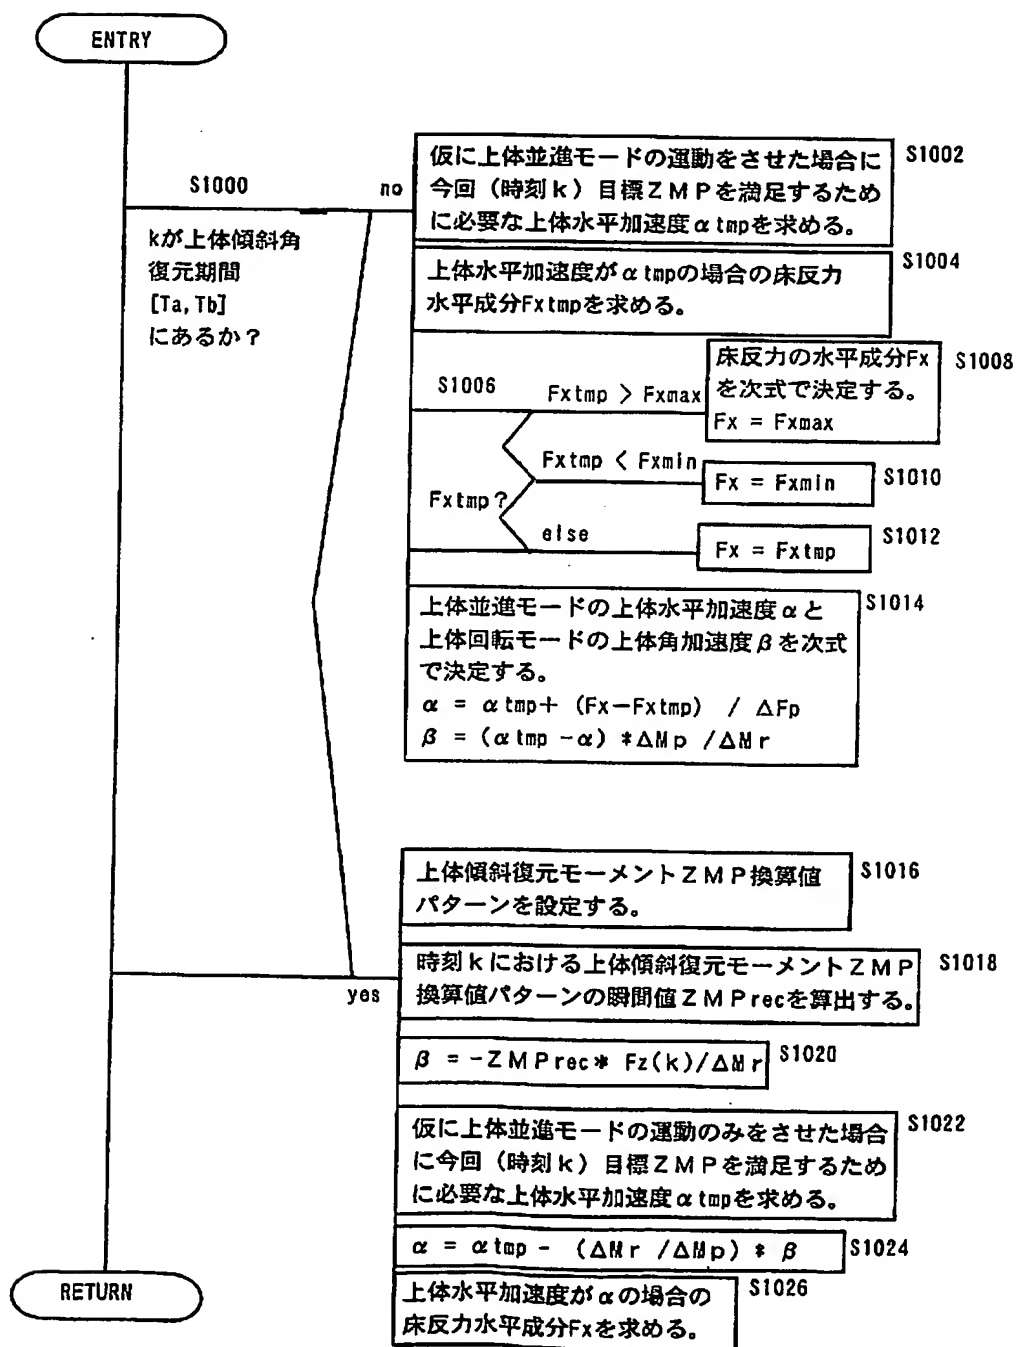 ENTRY
S1000
no
kが上体傾斜角
復元期間
[Ta,Tb]
にあるか？
仮に上体並進モードの運動をさせた場合に
今回（時刻k）目標ZMPを満足するため
に必要な上体水平加速度αtmpを求める。
S1002
上体水平加速度がαtmpの場合の床反力
水平成分Fxtmpを求める。
S1004
S1006
Fxtmp？
Fxtmp > Fxmax
床反力の水平成分Fx
を次式で決定する。
Fx = Fxmax
S1008
Fxtmp < Fxmin
Fx = Fxmin
S1010
else
Fx = Fxtmp
S1012
上体並進モードの上体水平加速度αと
上体回転モードの上体角加速度βを次式
で決定する。
α = αtmp+ (Fx-Fxtmp) / ΔFp
β = (αtmp -α) *ΔMp /ΔMr
S1014
yes
上体傾斜復元モーメントZMP換算値
パターンを設定する。
S1016
時刻kにおける上体傾斜復元モーメントZMP
換算値パターンの瞬間値ZMPrecを算出する。
S1018
β = -ZMPrec* Fz(k)/ΔMr
S1020
仮に上体並進モードの運動のみをさせた場合
に今回（時刻k）目標ZMPを満足するため
に必要な上体水平加速度αtmpを求める。
S1022
α = αtmp - (ΔMr /ΔMp) * β
S1024
上体水平加速度がαの場合の
床反力水平成分Fxを求める。
S1026
RETURN